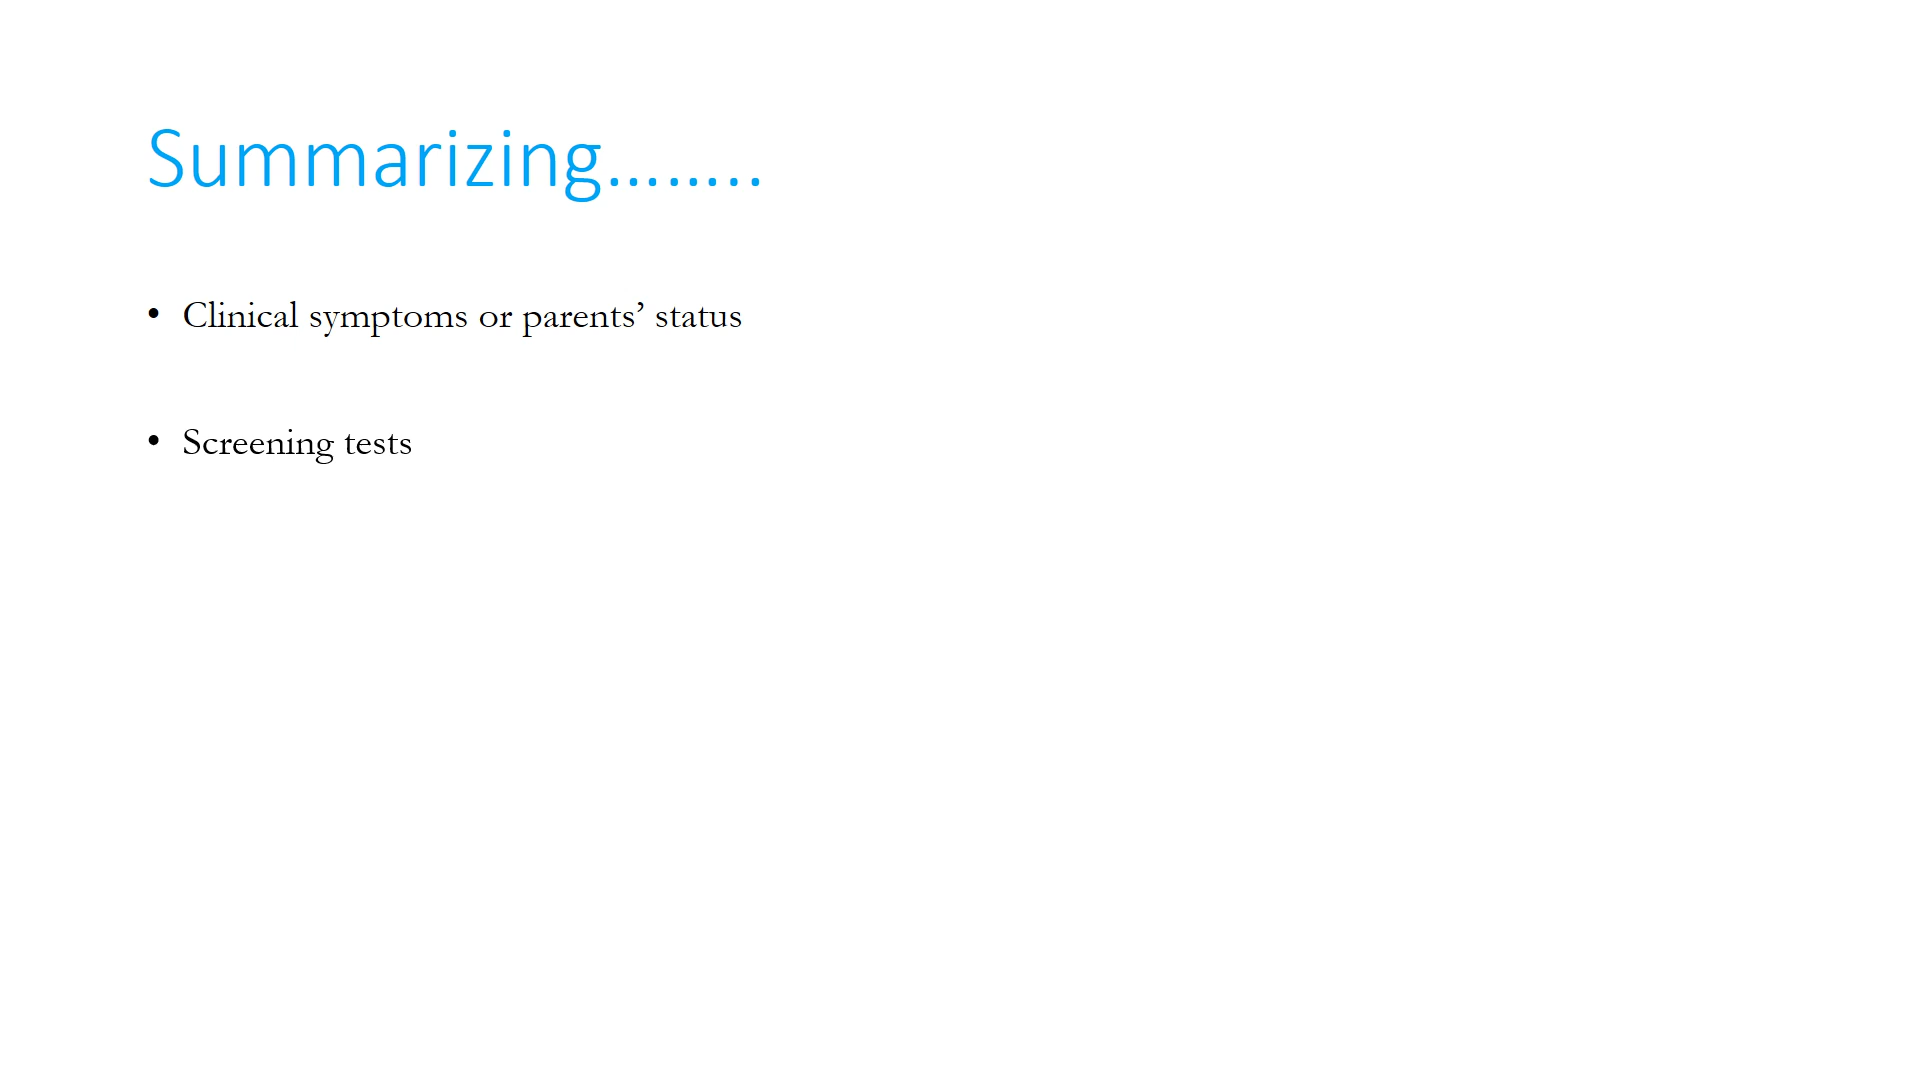 Summarizing........
• Clinical symptoms or parents’ status
• Screening tests